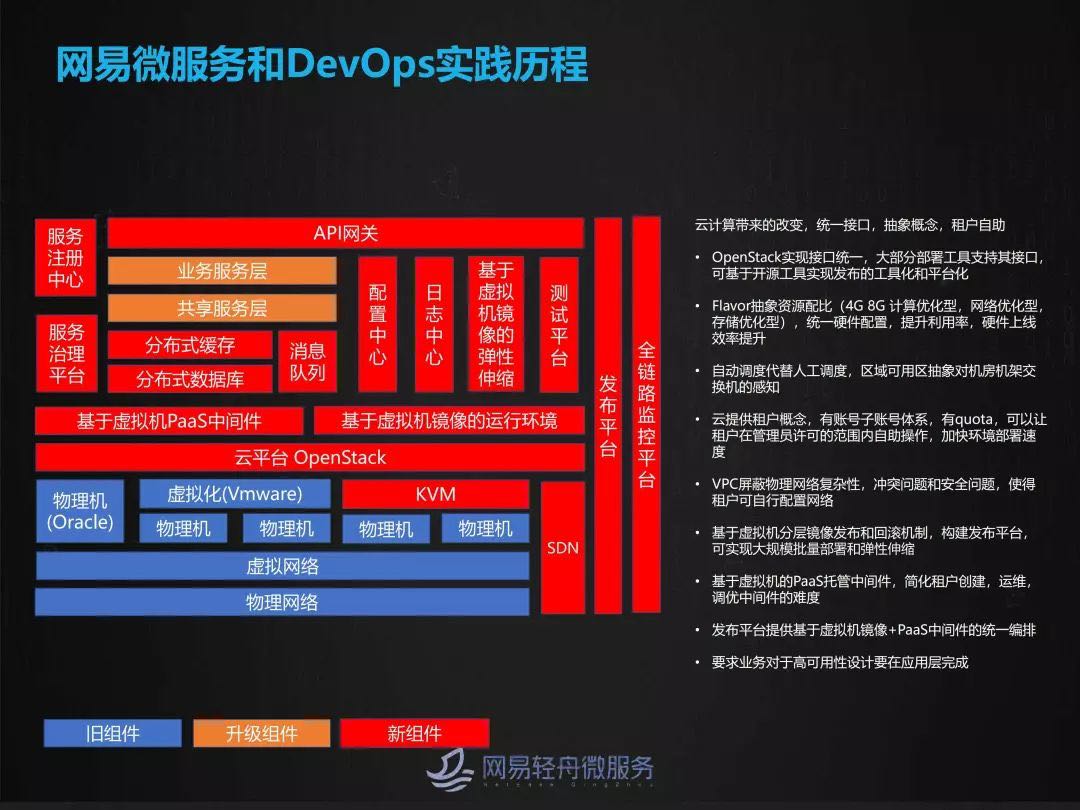 网易微服务和DevOps实践历程
服务
注册
中心
API网关
业务服务层
共享服务层
服务
治理
平台
分布式缓存
分布式数据库
消息
队列
配
置
中
心
日
志
中
心
基于
虚拟
机镜
像的
弹性
伸缩
测
试
平
台
发
布
平
台
全
链
路
监
控
平
台
基于虚拟机PaaS中间件
基于虚拟机镜像的运行环境
云平台 OpenStack
物理机
(Oracle)
虚拟化(Vmware)
KVM
物理机
物理机
物理机
物理机
SDN
虚拟网络
物理网络
云计算带来的改变，统一接口，抽象概念，租户自助
• OpenStack实现接口统一，大部分部署工具支持其接口，
可基于开源工具实现发布的工具化和平台化
• Flavor抽象资源配比（4G 8G 计算优化型，网络优化型，
存储优化型），统一硬件配置，提升利用率，硬件上线
效率提升
• 自动调度代替人工调度，区域可用区抽象对机房机架交
换机的感知
• 云提供租户概念，有账号子账号体系，有quota，可以让
租户在管理员许可的范围内自助操作，加快环境部署速
度
• VPC屏蔽物理网络复杂性，冲突问题和安全问题，使得
租户可自行配置网络
• 基于虚拟机分层镜像发布和回滚机制，构建发布平台，
可实现大规模批量部署和弹性伸缩
• 基于虚拟机的PaaS托管中间件，简化租户创建，运维，
调优中间件的难度
• 发布平台提供基于虚拟机镜像+PaaS中间件的统一编排
• 要求业务对于高可用性设计要在应用层完成
旧组件
升级组件
新组件
网易轻舟微服务
NetEase QingZhou